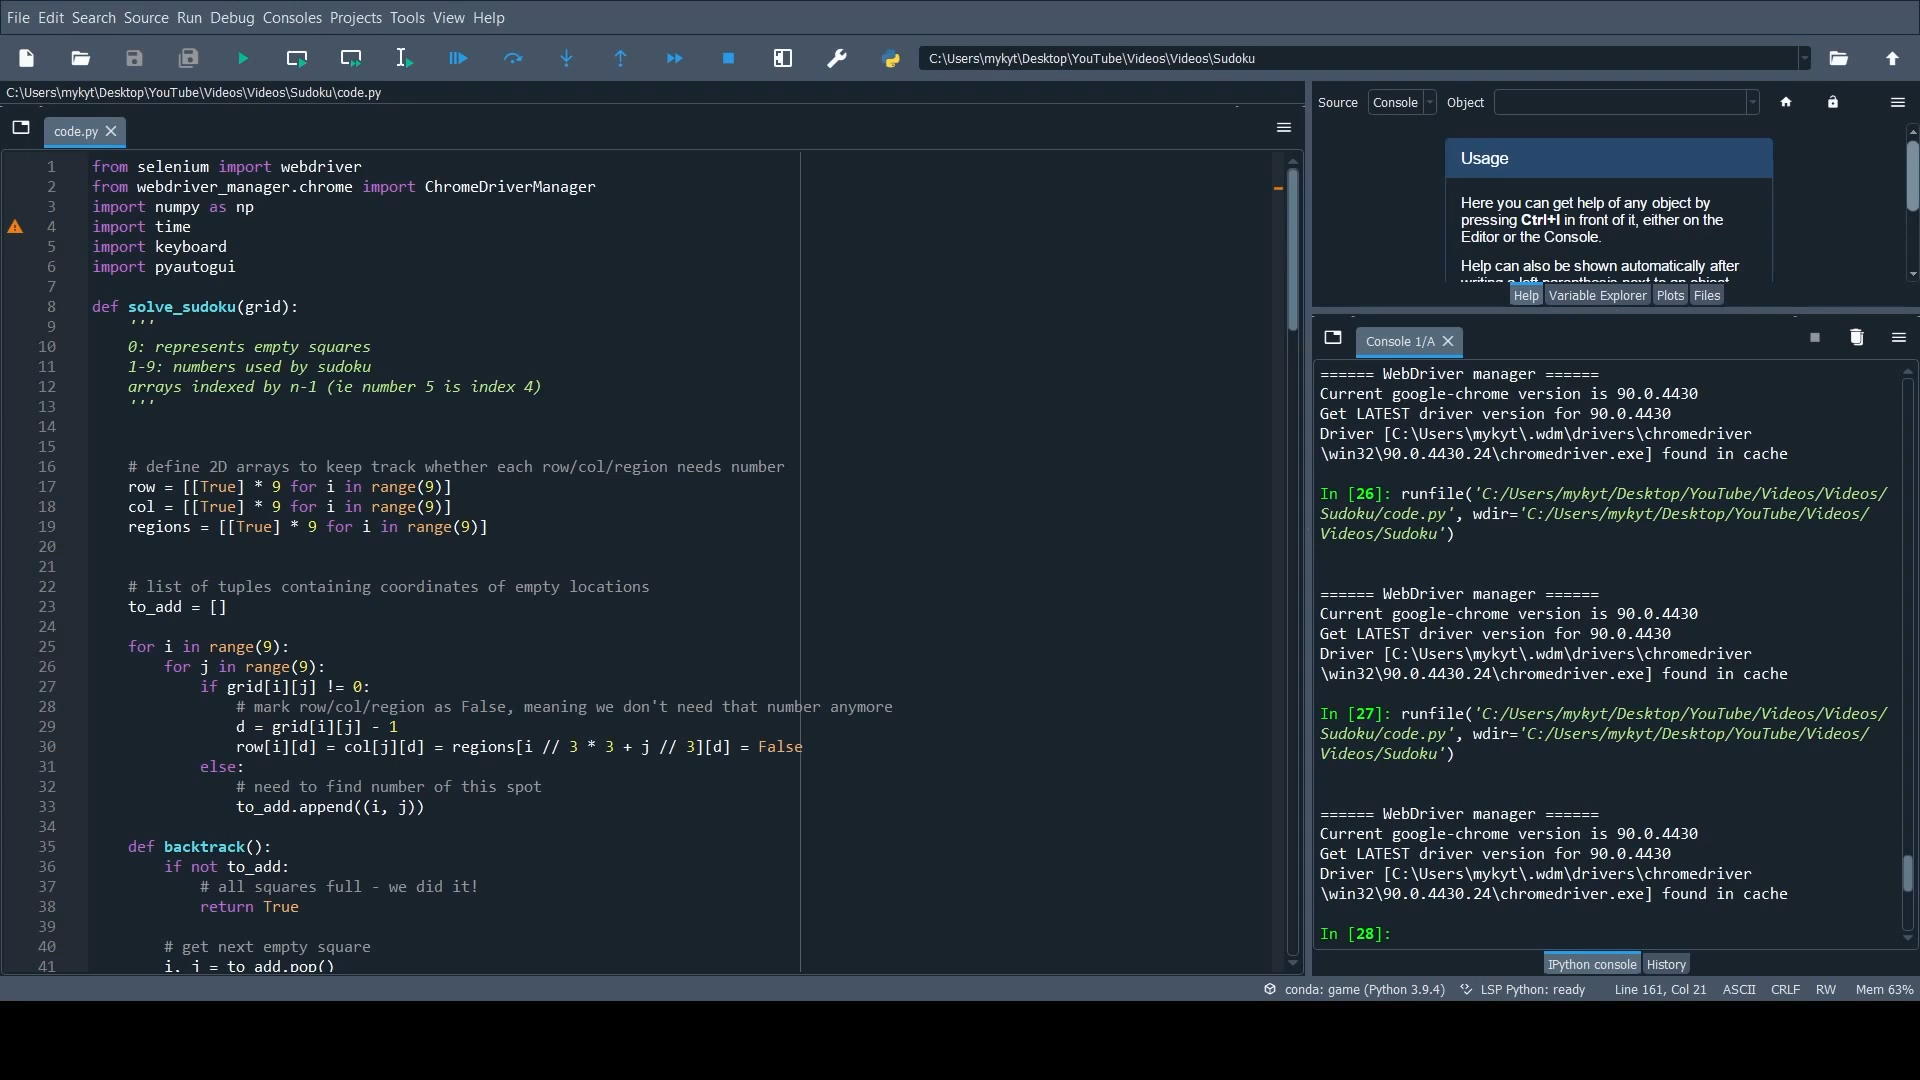 File Edit Search Source Run Debug Consoles Projects Tools View Help
C:\Users\mykyt\Desktop\YouTube\Videos\Videos\Sudoku
C:\Users\mykyt\Desktop\YouTube\Videos\Videos\Sudoku\code.py
code.py
1 from selenium import webdriver
2 from webdriver_manager.chrome import ChromeDriverManager
3 import numpy as np
4 import time
5 import keyboard
6 import pyautogui
7
8 def solve_sudoku(grid):
9     '''
10     0: represents empty squares
11     1-9: numbers used by sudoku
12     arrays indexed by n-1 (ie number 5 is index 4)
13     '''
14
15
16     # define 2D arrays to keep track whether each row/col/region needs number
17     row = [[True] * 9 for i in range(9)]
18     col = [[True] * 9 for i in range(9)]
19     regions = [[True] * 9 for i in range(9)]
20
21
22     # list of tuples containing coordinates of empty locations
23     to_add = []
24
25     for i in range(9):
26         for j in range(9):
27             if grid[i][j] != 0:
28                 # mark row/col/region as False, meaning we don't need that number anymore
29                 d = grid[i][j] - 1
30                 row[i][d] = col[j][d] = regions[i // 3 * 3 + j // 3][d] = False
31             else:
32                 # need to find number of this spot
33                 to_add.append((i, j))
34
35     def backtrack():
36         if not to_add:
37             # all squares full - we did it!
38             return True
39
40         # get next empty square
41         i, j = to_add.pop()
Source Console Object
Usage
Here you can get help of any object by
pressing Ctrl+I in front of it, either on the
Editor or the Console.
Help can also be shown automatically after
writing a left parenthesis next to an object
Help Variable Explorer Plots Files
Console 1/A
====== WebDriver manager ======
Current google-chrome version is 90.0.4430
Get LATEST driver version for 90.0.4430
Driver [C:\Users\mykyt\.wdm\drivers\chromedriver
\win32\90.0.4430.24\chromedriver.exe] found in cache
In [26]: runfile('C:/Users/mykyt/Desktop/YouTube/Videos/Videos/
Sudoku/code.py', wdir='C:/Users/mykyt/Desktop/YouTube/Videos/
Videos/Sudoku')
====== WebDriver manager ======
Current google-chrome version is 90.0.4430
Get LATEST driver version for 90.0.4430
Driver [C:\Users\mykyt\.wdm\drivers\chromedriver
\win32\90.0.4430.24\chromedriver.exe] found in cache
In [27]: runfile('C:/Users/mykyt/Desktop/YouTube/Videos/Videos/
Sudoku/code.py', wdir='C:/Users/mykyt/Desktop/YouTube/Videos/
Videos/Sudoku')
====== WebDriver manager ======
Current google-chrome version is 90.0.4430
Get LATEST driver version for 90.0.4430
Driver [C:\Users\mykyt\.wdm\drivers\chromedriver
\win32\90.0.4430.24\chromedriver.exe] found in cache
In [28]:
IPython console History
conda: game (Python 3.9.4) LSP Python: ready Line 161, Col 21 ASCII CRLF RW Mem 63%